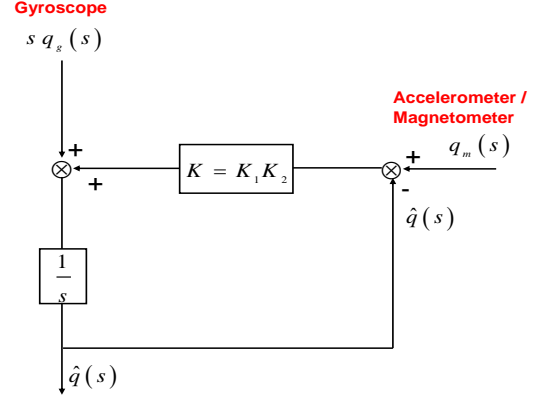 Gyroscope
s q_g (s)
Accelerometer /
Magnetometer
q_m (s)
+
+
K = K_1 K_2
+
-
q̂ (s)
1
s
q̂ (s)